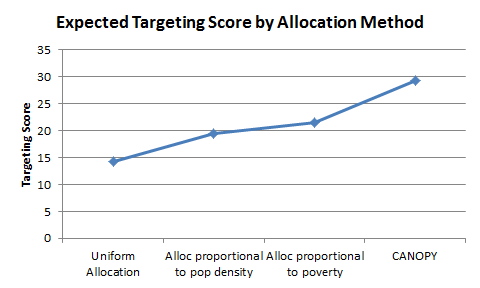 Expected Targeting Score by Allocation Method
35
30
25
20
15
10
5
0
Targeting Score
Uniform
Allocation
Alloc proportional
to pop density
Alloc proportional
to poverty
CANOPY